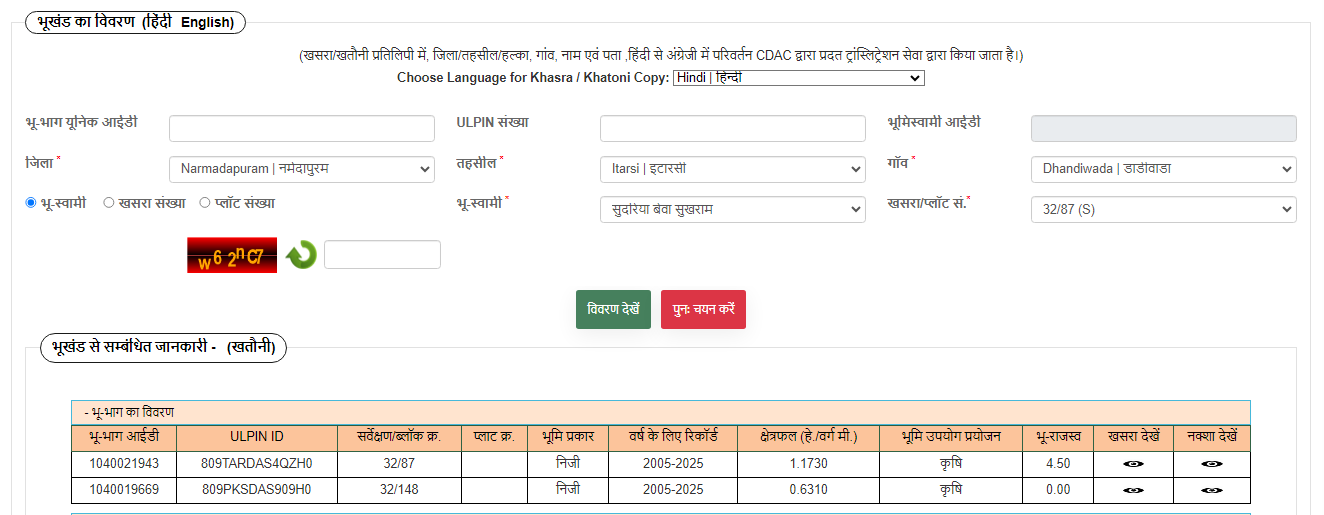 भूखंड का विवरण (हिंदी English)
(खसरा/खतौनी प्रतिलिपी में, जिला/तहसील/हल्का, गांव, नाम एवं पता ,हिंदी से अंग्रेजी में परिवर्तन CDAC द्वारा प्रदत ट्रांस्लिट्रेशन सेवा द्वारा किया जाता है।)
Choose Language for Khasra / Khatoni Copy: Hindi | हिन्दी
भू-भाग यूनिक आईडी ULPIN संख्या भूमिस्वामी आईडी
जिला * Narmadapuram | नर्मदापुरम तहसील * Itarsi | इटारसी गाँव * Dhandiwada | डाडीवाडा
भू-स्वामी खसरा संख्या प्लॉट संख्या भू-स्वामी * सुदरिया बेवा सुखराम खसरा/प्लॉट सं.* 32/87 (S)
w62nC7
विवरण देखें पुनः चयन करें
भूखंड से सम्बंधित जानकारी - (खतौनी)
- भू-भाग का विवरण
भू-भाग आईडी ULPIN ID सर्वेक्षण/ब्लॉक क्र. प्लाट क्र. भूमि प्रकार वर्ष के लिए रिकॉर्ड क्षेत्रफल (हे./वर्ग मी.) भूमि उपयोग प्रयोजन भू-राजस्व खसरा देखें नक्शा देखें
1040021943 809TARDAS4QZH0 32/87 निजी 2005-2025 1.1730 कृषि 4.50
1040019669 809PKSDAS909H0 32/148 निजी 2005-2025 0.6310 कृषि 0.00